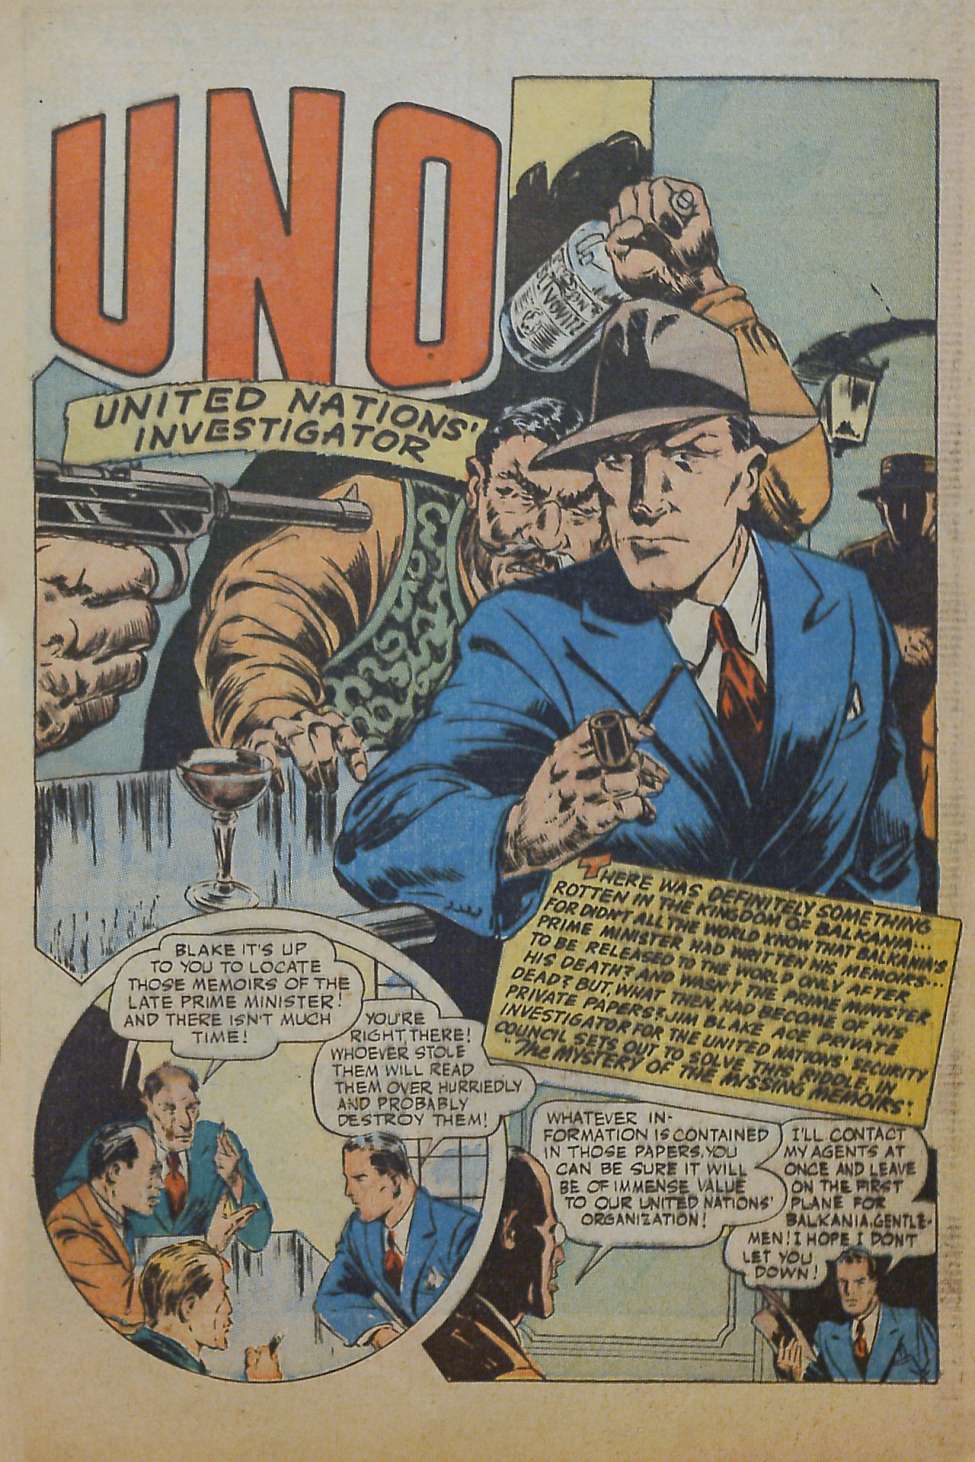 UNO
UNITED NATIONS'
INVESTIGATOR
THERE WAS DEFINITELY SOMETHING
ROTTEN IN THE KINGDOM OF BALKANIA...
FOR DIDN'T ALL THE WORLD KNOW THAT BALKANIA'S
PRIME MINISTER HAD WRITTEN HIS MEMOIRS...
TO BE RELEASED TO THE WORLD ONLY AFTER
HIS DEATH? AND WASN'T THE PRIME MINISTER
DEAD? BUT, WHAT THEN, HAD BECOME OF HIS
PRIVATE PAPERS? JIM BLAKE ACE PRIVATE
INVESTIGATOR FOR THE UNITED NATIONS' SECURITY
COUNCIL SETS OUT TO SOLVE THIS RIDDLE, IN
"THE MYSTERY OF THE MISSING MEMOIRS".
BLAKE IT'S UP
TO YOU TO LOCATE
THOSE MEMOIRS OF THE
LATE PRIME MINISTER!
AND THERE ISN'T MUCH
TIME!
YOU'RE
RIGHT, THERE!
WHOEVER STOLE
THEM WILL READ
THEM OVER HURRIEDLY
AND PROBABLY
DESTROY THEM!
WHATEVER IN-
FORMATION IS CONTAINED
IN THOSE PAPERS, YOU
CAN BE SURE IT WILL
BE OF IMMENSE VALUE
TO OUR UNITED NATIONS'
ORGANIZATION!
I'LL CONTACT
MY AGENTS AT
ONCE AND LEAVE
ON THE FIRST
PLANE FOR
BALKANIA, GENTLE-
MEN! I HOPE I DON'T
LET YOU
DOWN!